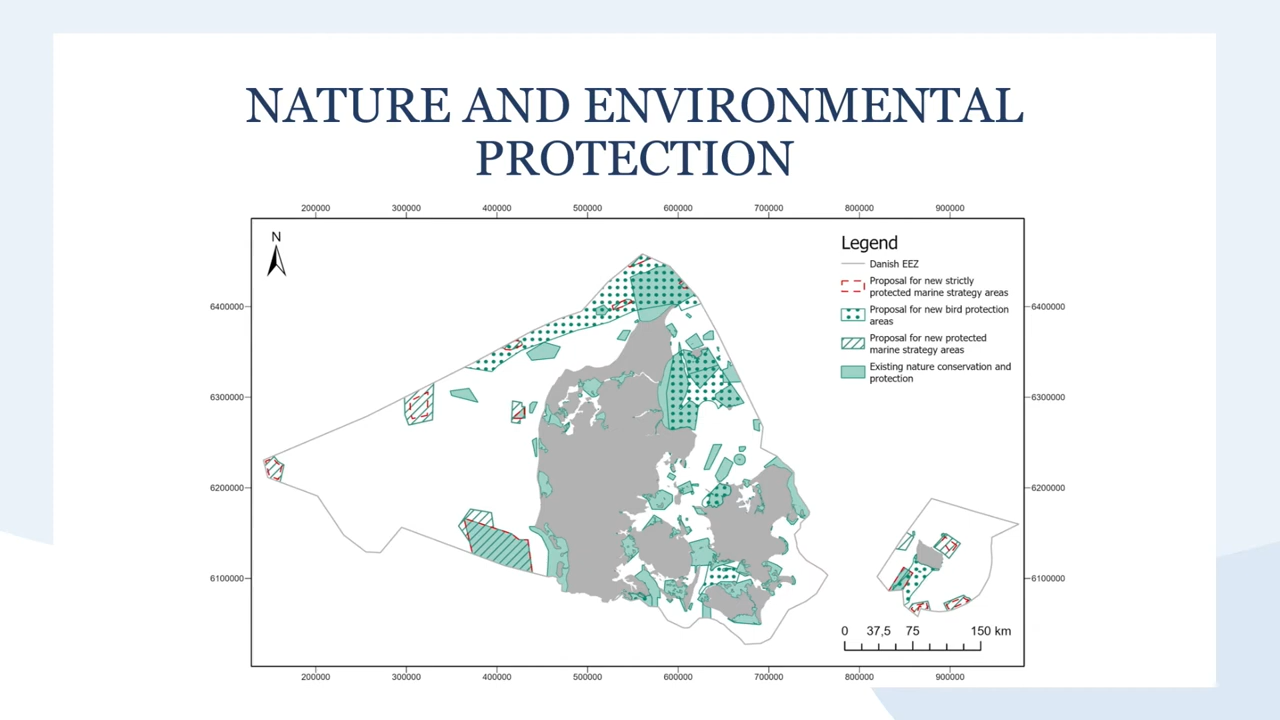 NATURE AND ENVIRONMENTAL
PROTECTION
200000 300000 400000 500000 600000 700000 800000 900000
N
Legend
Danish EEZ
Proposal for new strictly
protected marine strategy areas
Proposal for new bird protection
areas
Proposal for new protected
marine strategy areas
Existing nature conservation and
protection
6400000 6400000
6300000 6300000
6200000 6200000
6100000 6100000
0 37,5 75 150 km
200000 300000 400000 500000 600000 700000 800000 900000